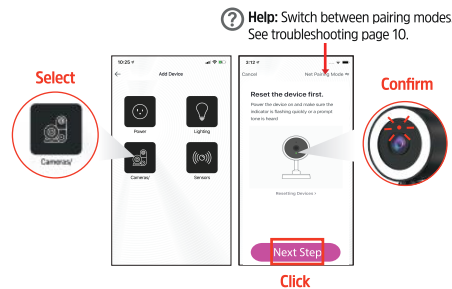 ? Help: Switch between pairing modes
See troubleshooting page 10.
Select
Cameras/
10:25
Add Device
Power
Lighting
Cameras/
Sensors
3:12
Cancel
Net Pairing Mode
Reset the device first.
Power the device on and make sure the
indicator is flashing quickly or a prompt
tone is heard
Resetting Devices >
Next Step
Click
Confirm